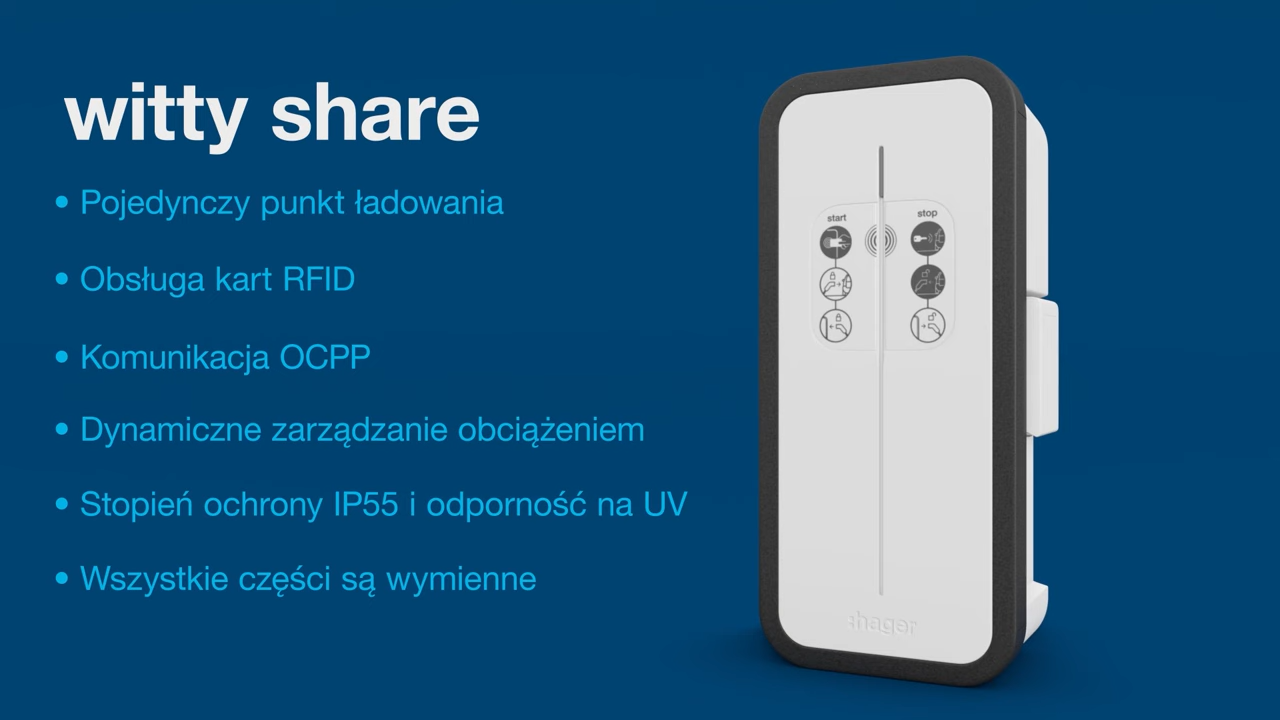 witty share
• Pojedynczy punkt ładowania
• Obsługa kart RFID
• Komunikacja OCPP
• Dynamiczne zarządzanie obciążeniem
• Stopień ochrony IP55 i odporność na UV
• Wszystkie części są wymienne
start stop
:hager